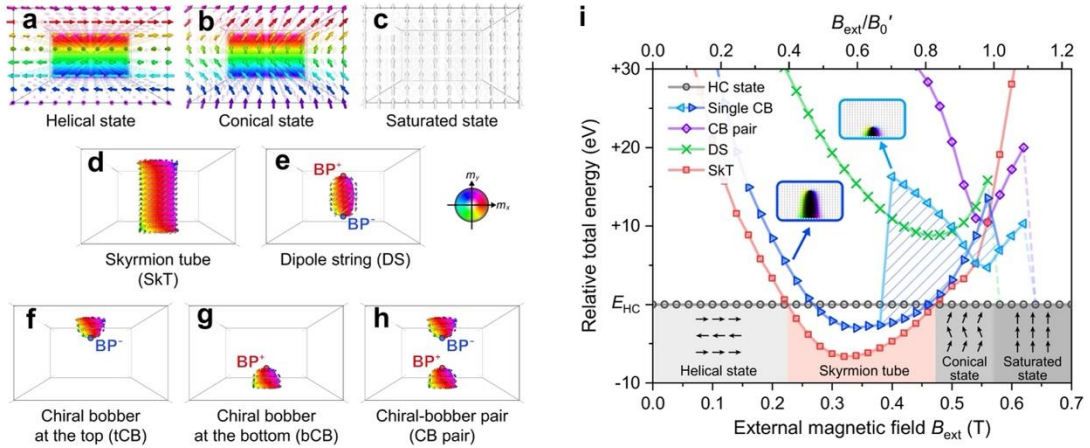 a
b
c
Helical state
Conical state
Saturated state
d
e
BP⁺
BP⁻
m_y
m_x
Skyrmion tube
(SkT)
Dipole string (DS)
f
g
h
BP⁻
BP⁺
BP⁻
BP⁺
Chiral bobber
at the top (tCB)
Chiral bobber
at the bottom (bCB)
Chiral-bobber pair
(CB pair)
i
B_ext/B_0′
0.0 0.2 0.4 0.6 0.8 1.0 1.2
Relative total energy (eV)
+30
+20
+10
E_HC
-10
HC state
Single CB
CB pair
DS
SkT
Helical state
Skyrmion tube
Conical
state
Saturated
state
0.0 0.1 0.2 0.3 0.4 0.5 0.6 0.7
External magnetic field B_ext (T)